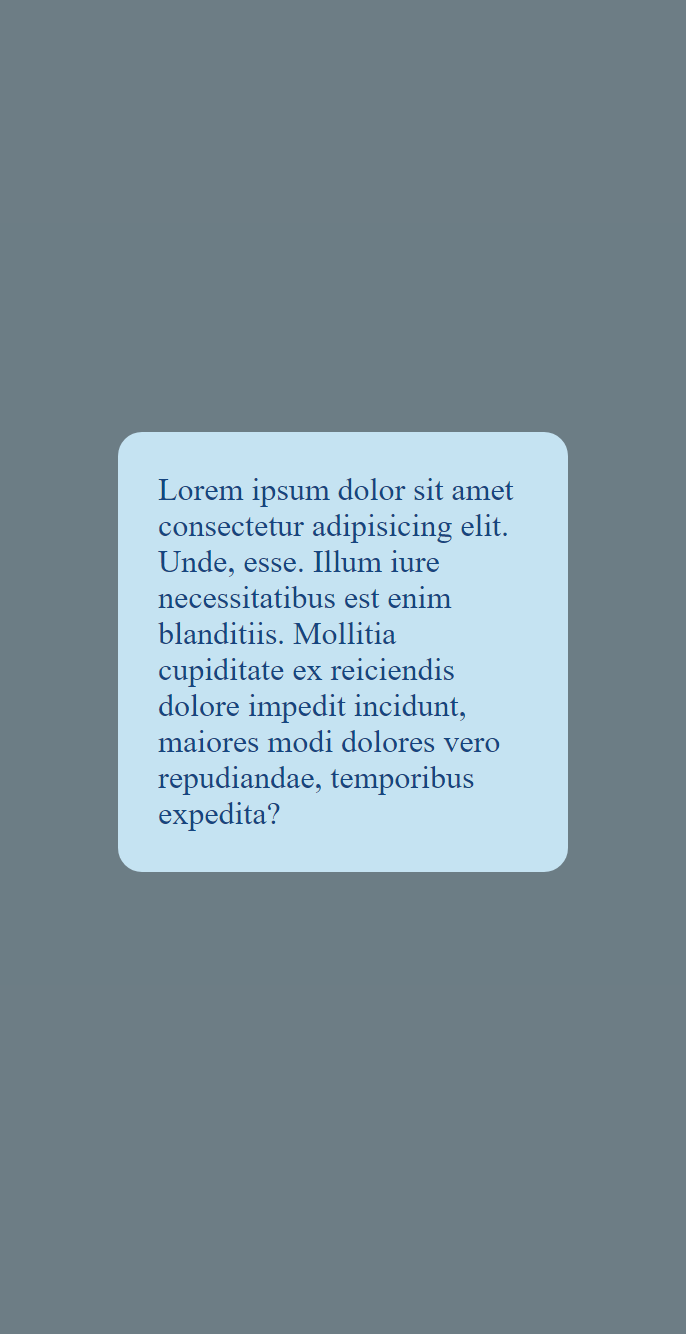 Lorem ipsum dolor sit amet
consectetur adipisicing elit.
Unde, esse. Illum iure
necessitatibus est enim
blanditiis. Mollitia
cupiditate ex reiciendis
dolore impedit incidunt,
maiores modi dolores vero
repudiandae, temporibus
expedita?